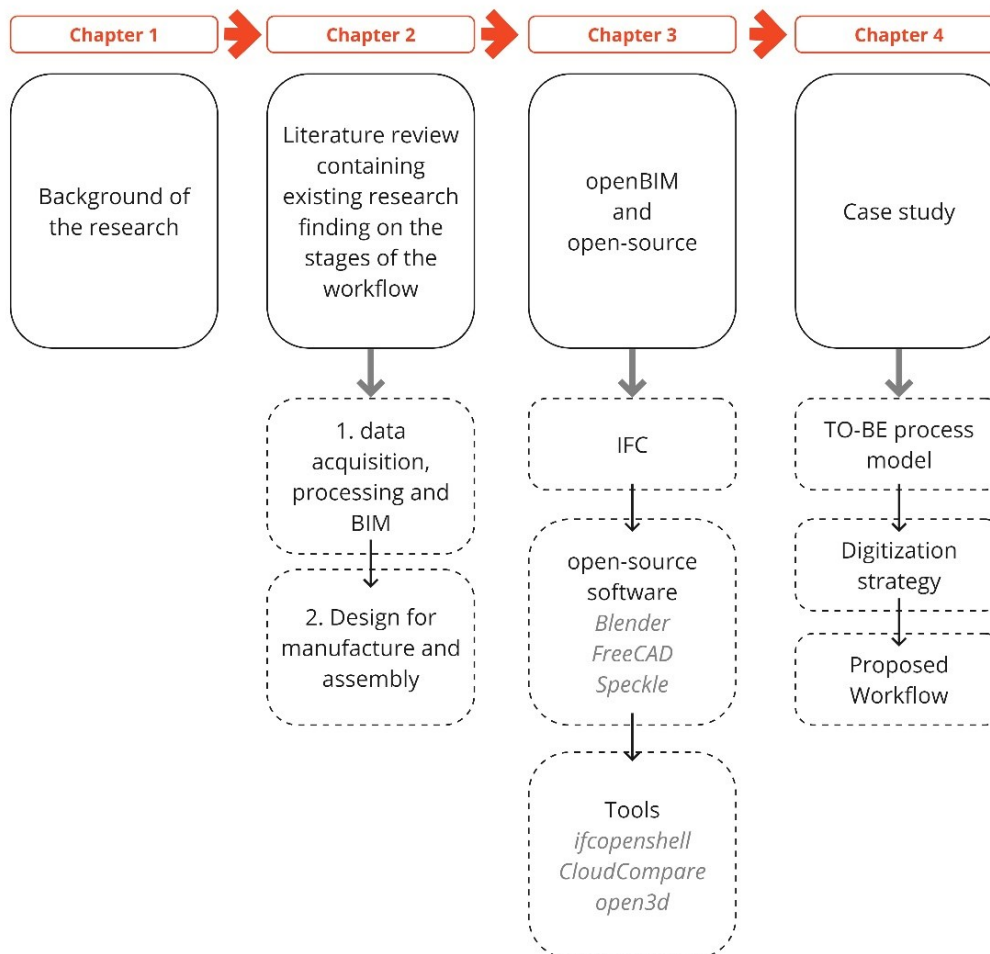 Chapter 1
Chapter 2
Chapter 3
Chapter 4
Background of
the research
Literature review
containing
existing research
finding on the
stages of the
workflow
openBIM
and
open-source
Case study
1. data
acquisition,
processing and
BIM
2. Design for
manufacture and
assembly
IFC
open-source
software
Blender
FreeCAD
Speckle
Tools
ifcopenshell
CloudCompare
open3d
TO-BE process
model
Digitization
strategy
Proposed
Workflow